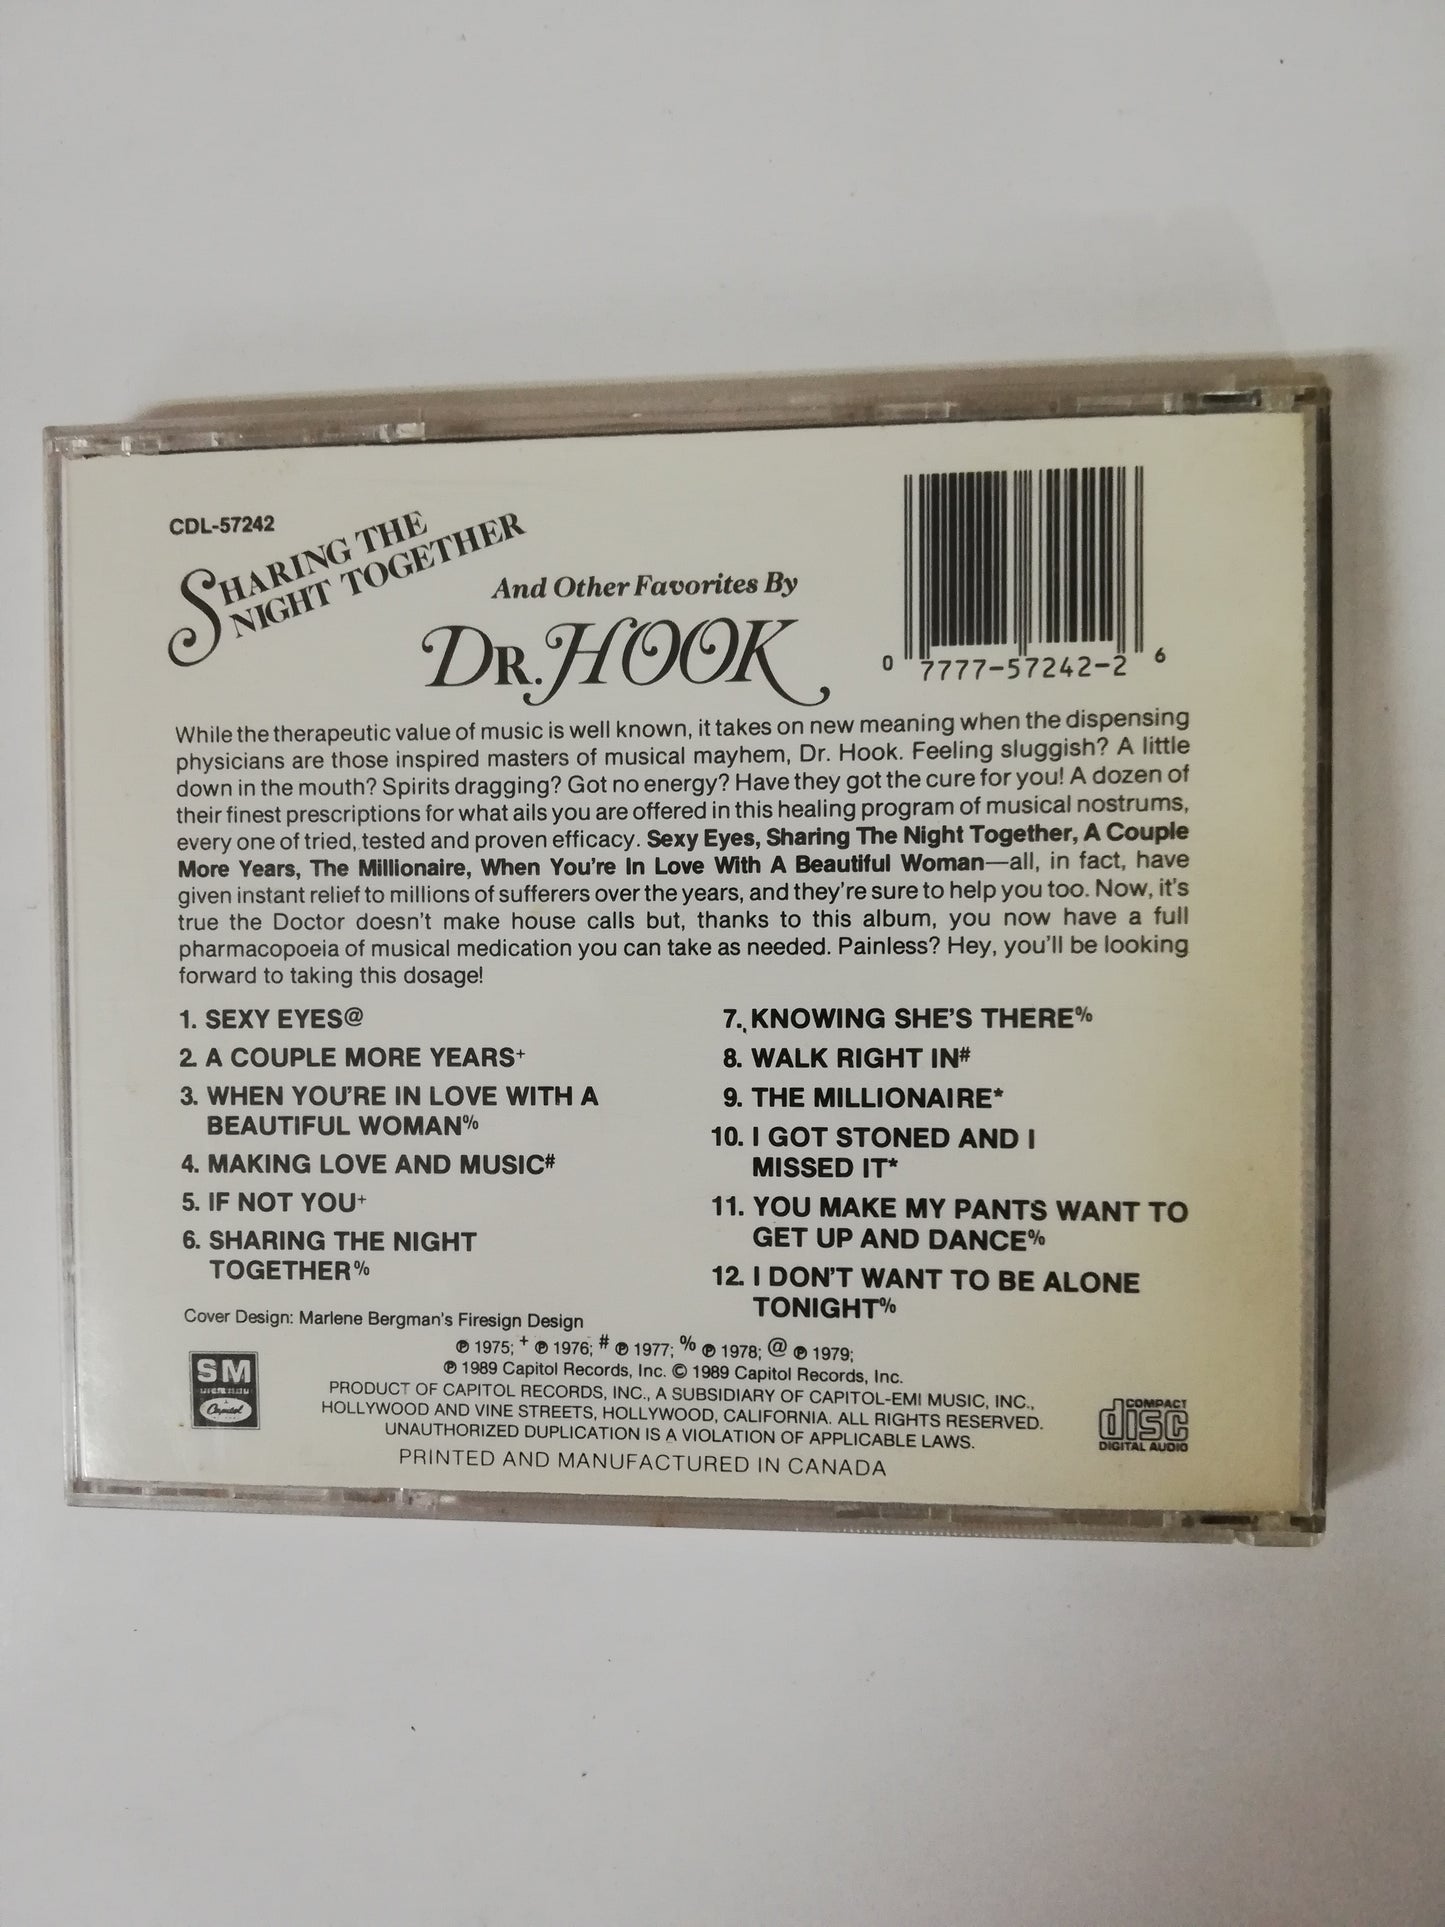 CDL-57242
SHARING THE
NIGHT TOGETHER
And Other Favorites By
DR. HOOK
0 7777-57242-2 6
While the therapeutic value of music is well known, it takes on new meaning when the dispensing
physicians are those inspired masters of musical mayhem, Dr. Hook. Feeling sluggish? A little
down in the mouth? Spirits dragging? Got no energy? Have they got the cure for you! A dozen of
their finest prescriptions for what ails you are offered in this healing program of musical nostrums,
every one of tried, tested and proven efficacy. Sexy Eyes, Sharing The Night Together, A Couple
More Years, The Millionaire, When You're In Love With A Beautiful Woman—all, in fact, have
given instant relief to millions of sufferers over the years, and they're sure to help you too. Now, it's
true the Doctor doesn't make house calls but, thanks to this album, you now have a full
pharmacopoeia of musical medication you can take as needed. Painless? Hey, you'll be looking
forward to taking this dosage!
1. SEXY EYES@
2. A COUPLE MORE YEARS+
3. WHEN YOU'RE IN LOVE WITH A
BEAUTIFUL WOMAN%
4. MAKING LOVE AND MUSIC#
5. IF NOT YOU+
6. SHARING THE NIGHT
TOGETHER%
7. KNOWING SHE'S THERE%
8. WALK RIGHT IN#
9. THE MILLIONAIRE*
10. I GOT STONED AND I
MISSED IT*
11. YOU MAKE MY PANTS WANT TO
GET UP AND DANCE%
12. I DON'T WANT TO BE ALONE
TONIGHT%
Cover Design: Marlene Bergman's Firesign Design
℗ 1975; + ℗ 1976; # ℗ 1977; % ℗ 1978; @ ℗ 1979;
℗ 1989 Capitol Records, Inc. © 1989 Capitol Records, Inc.
PRODUCT OF CAPITOL RECORDS, INC., A SUBSIDIARY OF CAPITOL-EMI MUSIC, INC.,
HOLLYWOOD AND VINE STREETS, HOLLYWOOD, CALIFORNIA. ALL RIGHTS RESERVED.
UNAUTHORIZED DUPLICATION IS A VIOLATION OF APPLICABLE LAWS.
PRINTED AND MANUFACTURED IN CANADA
SM
Capitol
COMPACT
disc
DIGITAL AUDIO